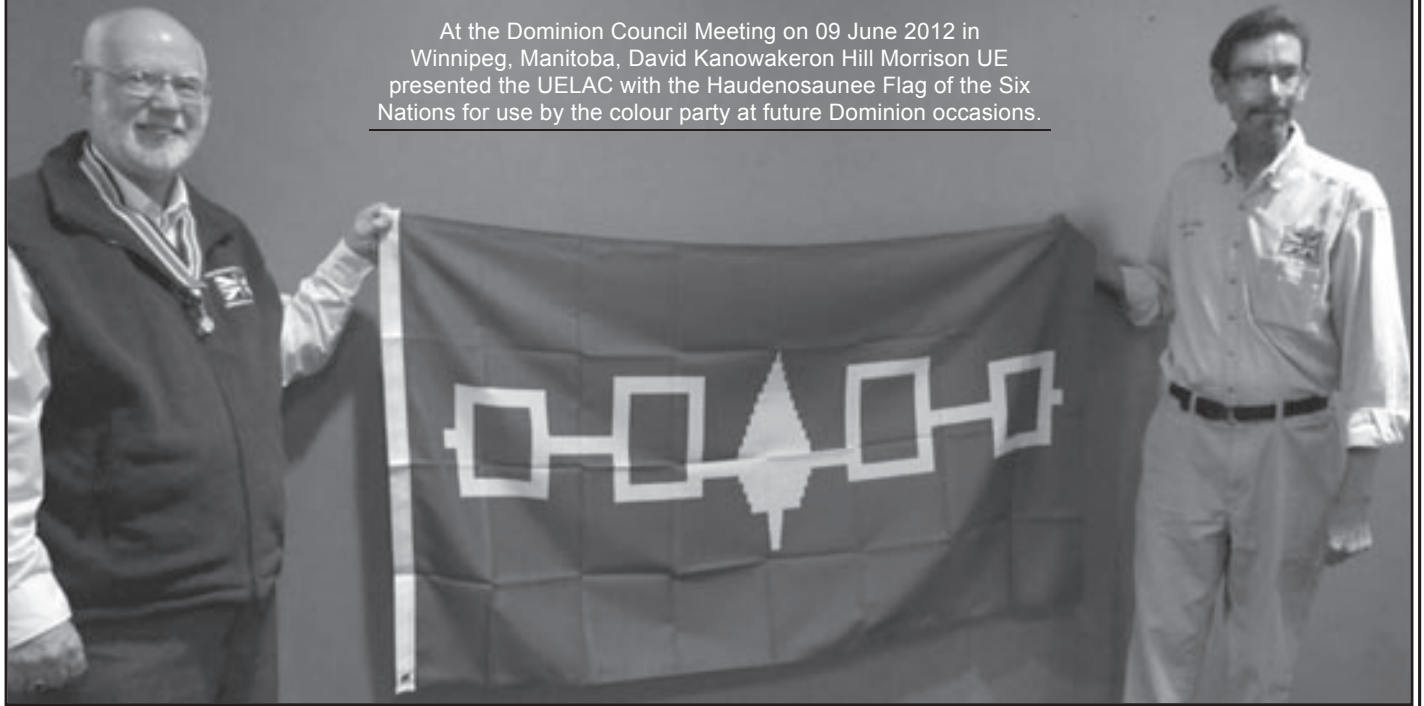 At the Dominion Council Meeting on 09 June 2012 in
Winnipeg, Manitoba, David Kanowakeron Hill Morrison UE
presented the UELAC with the Haudenosaunee Flag of the Six
Nations for use by the colour party at future Dominion occasions.